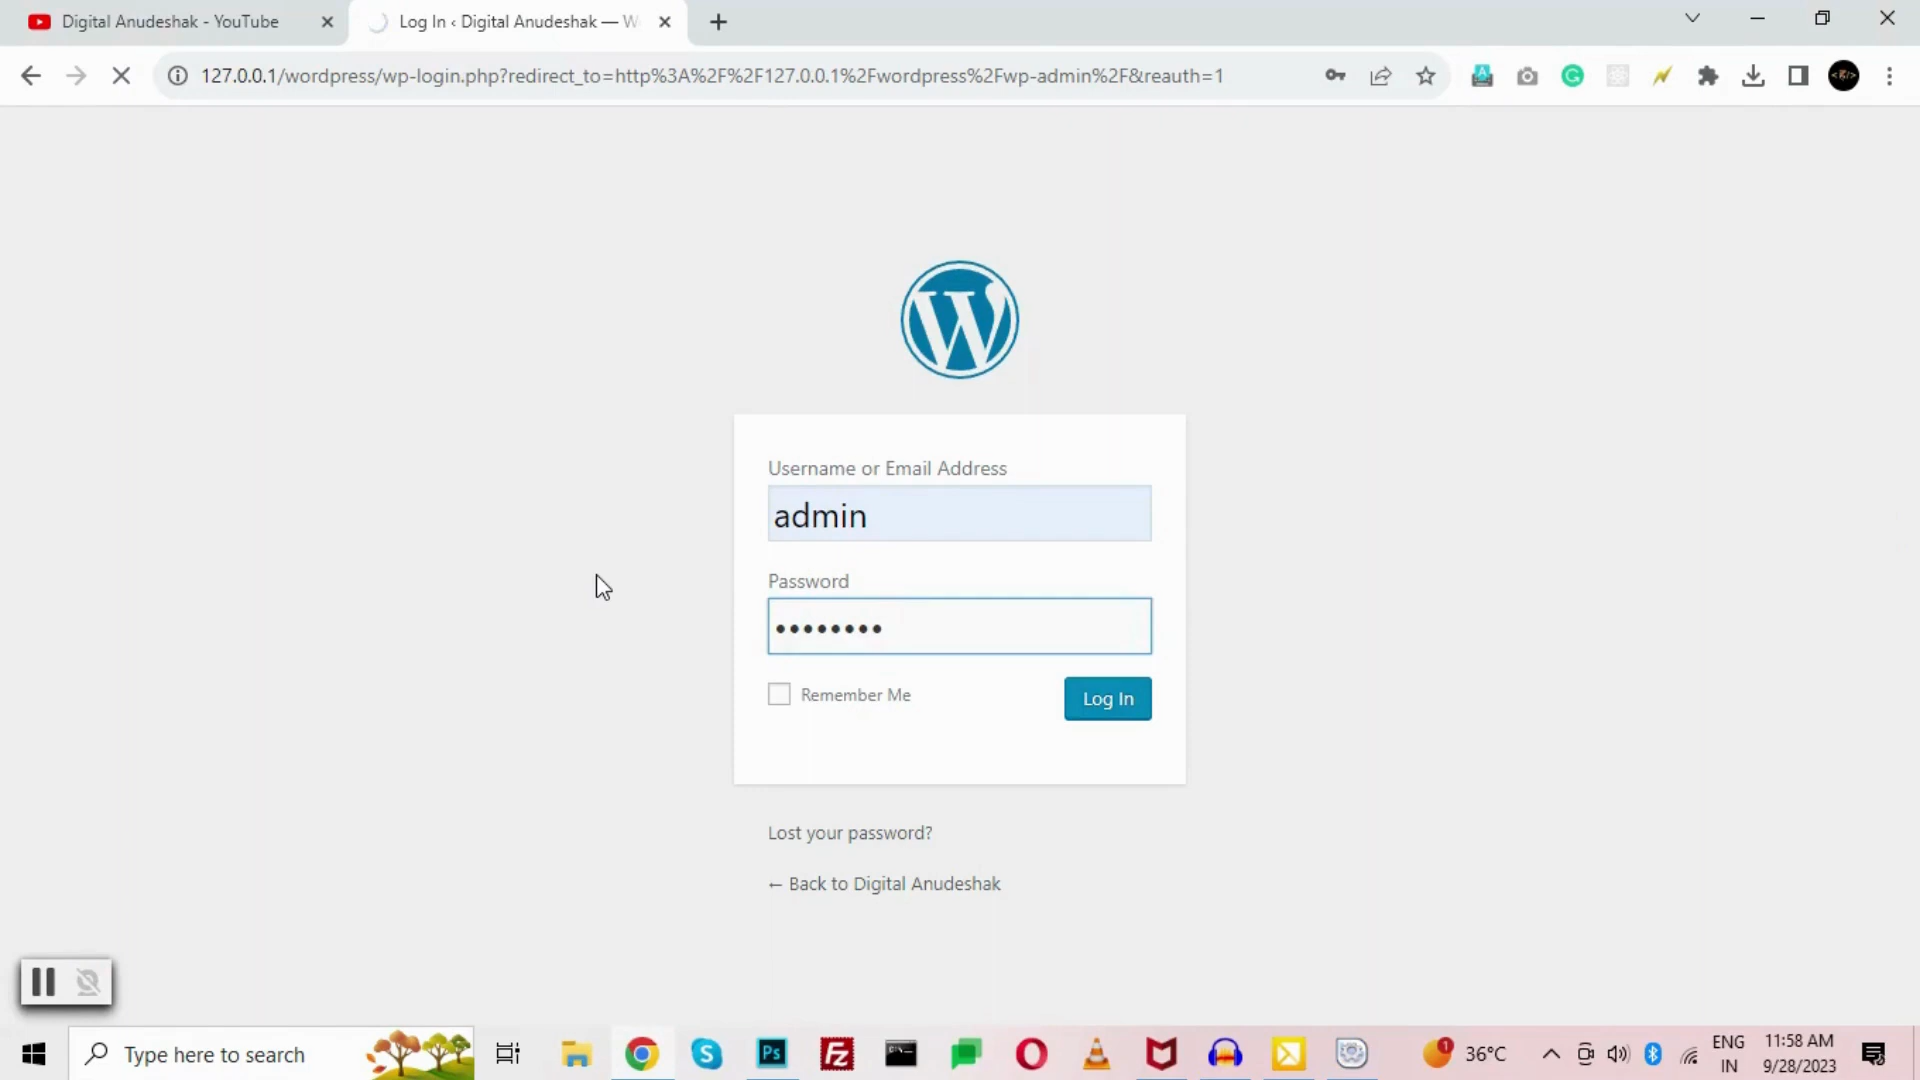 Digital Anudeshak - YouTube
Log In ‹ Digital Anudeshak — W
127.0.0.1/wordpress/wp-login.php?redirect_to=http%3A%2F%2F127.0.0.1%2Fwordpress%2Fwp-admin%2F&reauth=1
Username or Email Address
admin
Password
••••••••
Remember Me
Log In
Lost your password?
← Back to Digital Anudeshak
Type here to search
Ps
1
36°C
ENG
IN
11:58 AM
9/28/2023